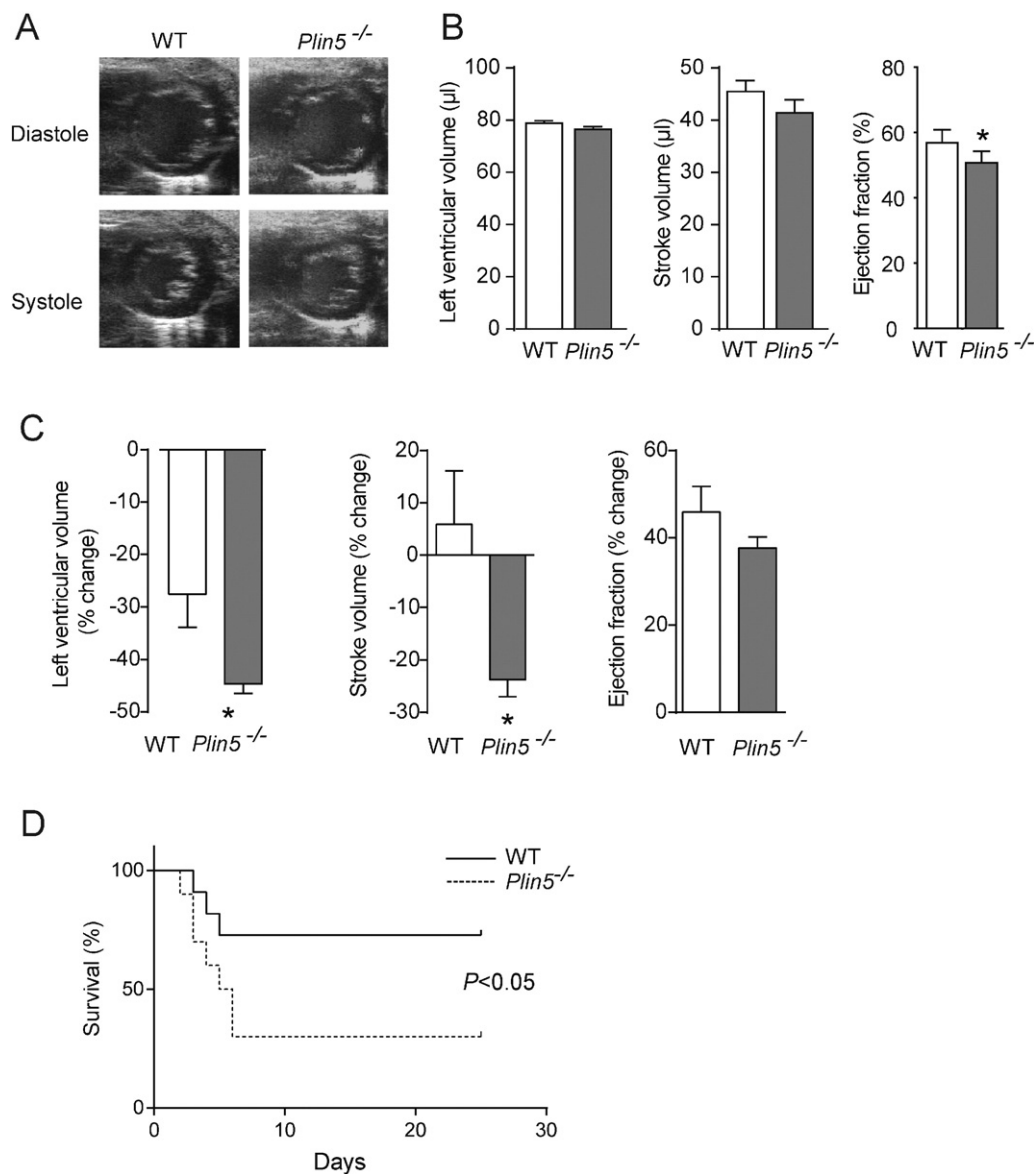 A
WT
Plin5 -/-
Diastole
Systole
B
Left ventricular volume (µl)
100
80
60
40
20
0
WT Plin5 -/-
Stroke volume (µl)
50
40
30
20
10
0
WT Plin5 -/-
Ejection fraction (%)
80
60
40
20
0
*
WT Plin5 -/-
C
Left ventricular volume
(% change)
0
-10
-20
-30
-40
-50
*
WT Plin5 -/-
Stroke volume (% change)
20
10
0
-10
-20
-30
*
WT Plin5 -/-
Ejection fraction (% change)
60
40
20
0
WT Plin5 -/-
D
WT
Plin5-/-
Survival (%)
100
50
0
P<0.05
0 10 20 30
Days